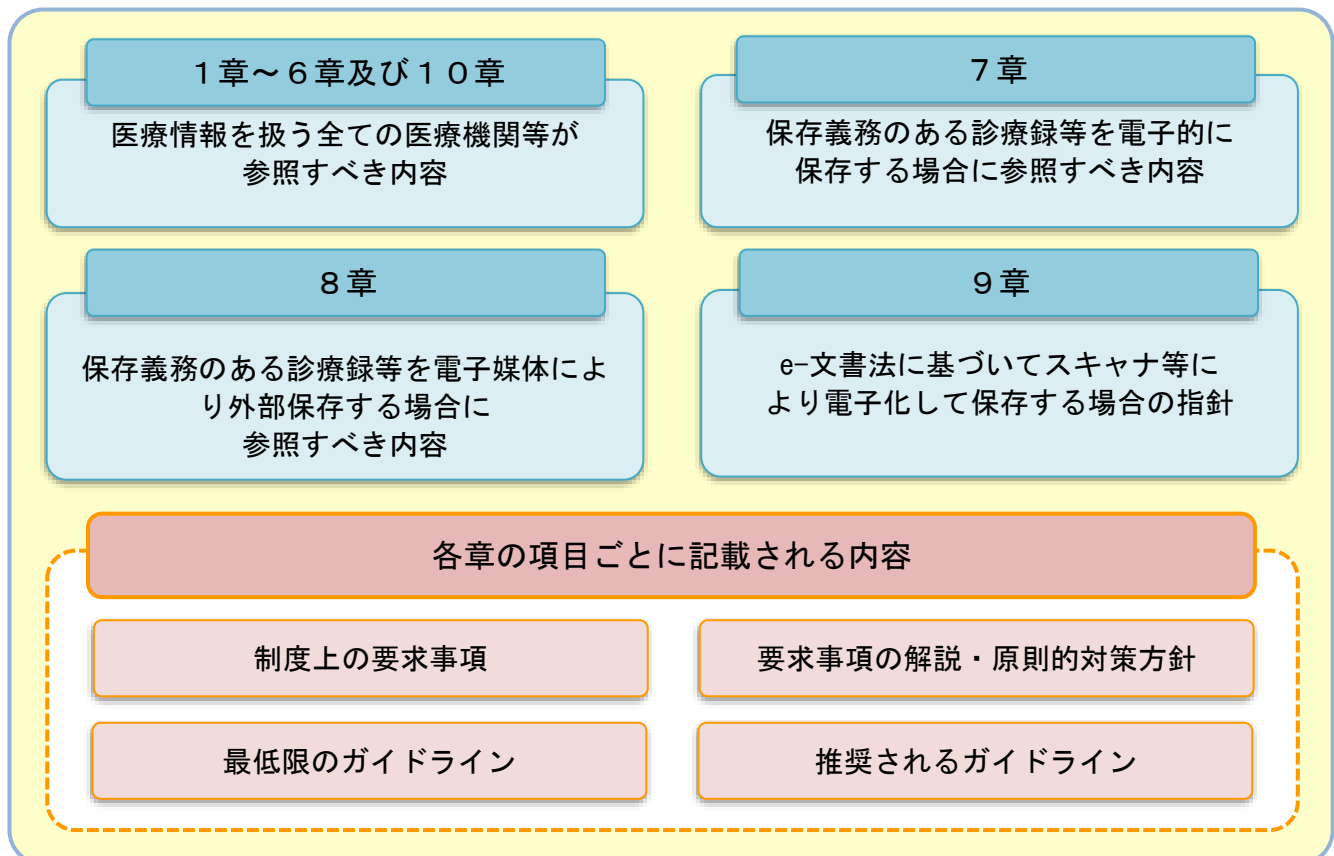 １章～６章及び１０章
医療情報を扱う全ての医療機関等が
参照すべき内容
７章
保存義務のある診療録等を電子的に
保存する場合に参照すべき内容
８章
保存義務のある診療録等を電子媒体によ
り外部保存する場合に
参照すべき内容
９章
e-文書法に基づいてスキャナ等に
より電子化して保存する場合の指針
各章の項目ごとに記載される内容
制度上の要求事項
要求事項の解説・原則的対策方針
最低限のガイドライン
推奨されるガイドライン